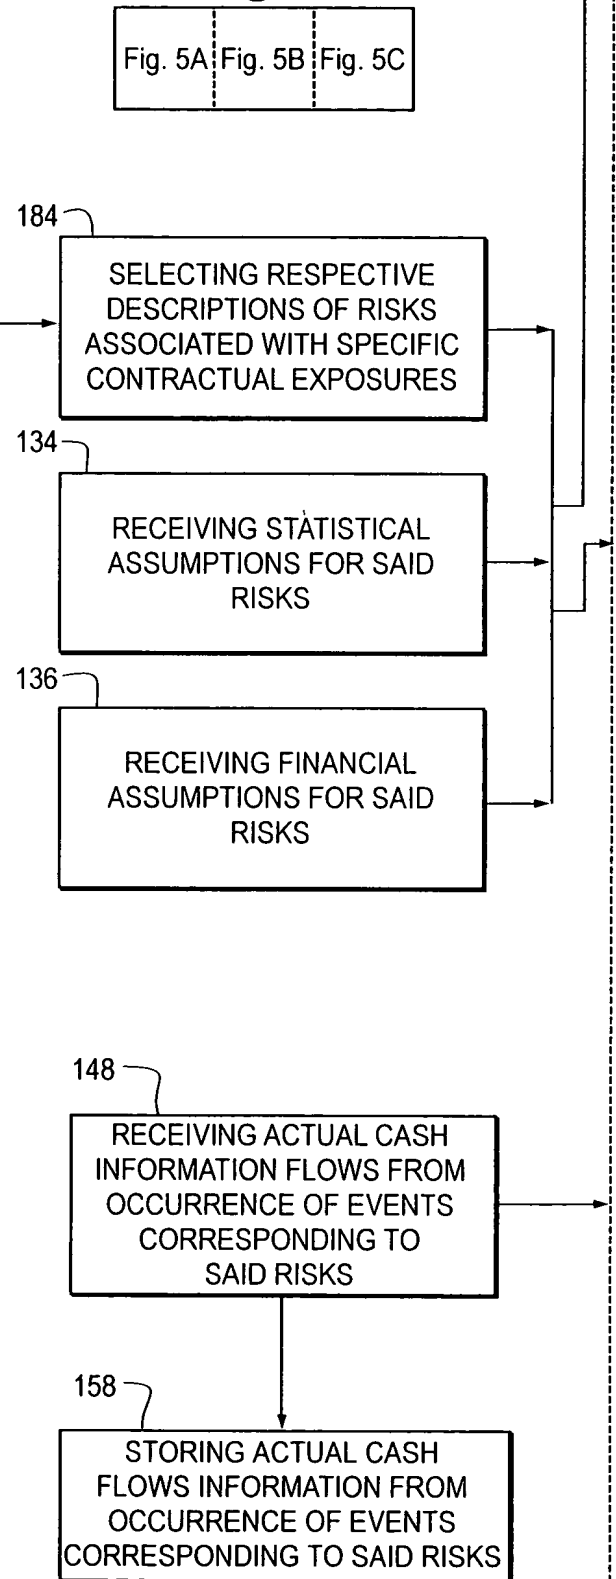 Fig. 5A Fig. 5B Fig. 5C
184
SELECTING RESPECTIVE
DESCRIPTIONS OF RISKS
ASSOCIATED WITH SPECIFIC
CONTRACTUAL EXPOSURES
134
RECEIVING STATISTICAL
ASSUMPTIONS FOR SAID
RISKS
136
RECEIVING FINANCIAL
ASSUMPTIONS FOR SAID
RISKS
148
RECEIVING ACTUAL CASH
INFORMATION FLOWS FROM
OCCURRENCE OF EVENTS
CORRESPONDING TO
SAID RISKS
158
STORING ACTUAL CASH
FLOWS INFORMATION FROM
OCCURRENCE OF EVENTS
CORRESPONDING TO SAID RISKS